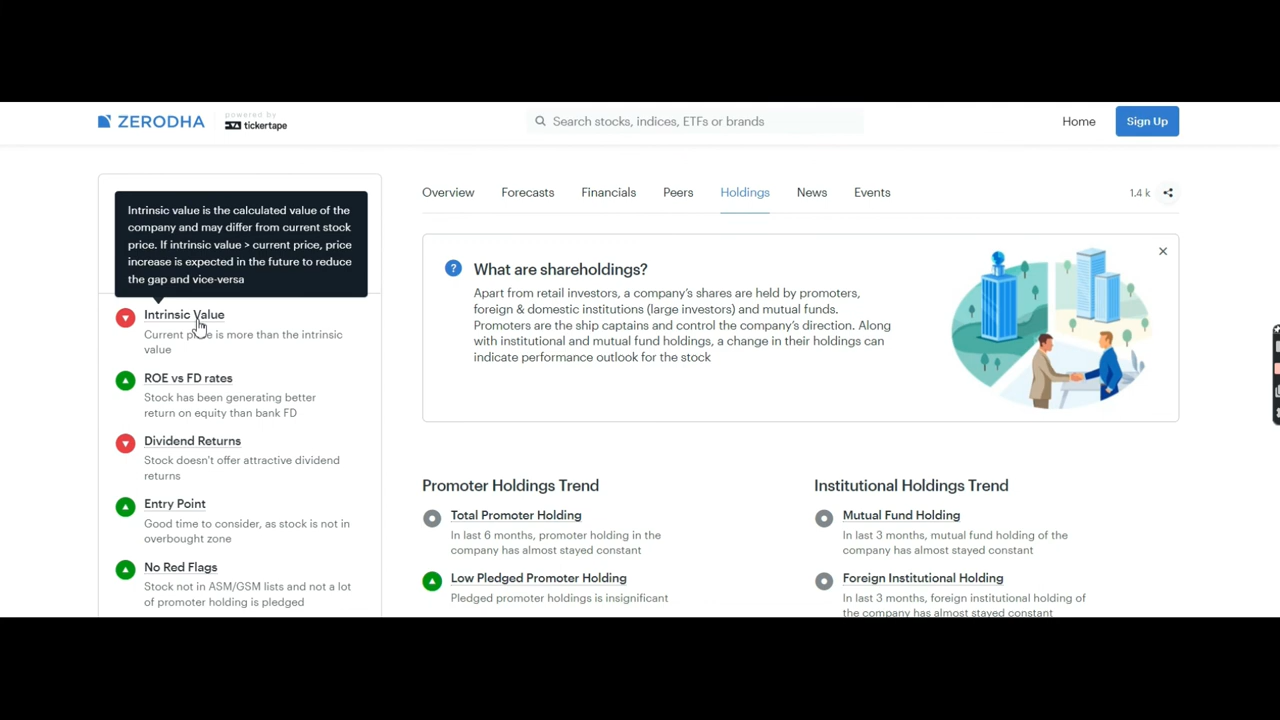 ZERODHA
powered by
tickertape
Search stocks, indices, ETFs or brands
Home
Sign Up
Intrinsic value is the calculated value of the
company and may differ from current stock
price. If intrinsic value > current price, price
increase is expected in the future to reduce
the gap and vice-versa
Intrinsic Value
Current price is more than the intrinsic
value
ROE vs FD rates
Stock has been generating better
return on equity than bank FD
Dividend Returns
Stock doesn't offer attractive dividend
returns
Entry Point
Good time to consider, as stock is not in
overbought zone
No Red Flags
Stock not in ASM/GSM lists and not a lot
of promoter holding is pledged
Overview
Forecasts
Financials
Peers
Holdings
News
Events
1.4 k
? What are shareholdings?
Apart from retail investors, a company's shares are held by promoters,
foreign & domestic institutions (large investors) and mutual funds.
Promoters are the ship captains and control the company's direction. Along
with institutional and mutual fund holdings, a change in their holdings can
indicate performance outlook for the stock
Promoter Holdings Trend
Total Promoter Holding
In last 6 months, promoter holding in the
company has almost stayed constant
Low Pledged Promoter Holding
Pledged promoter holdings is insignificant
Institutional Holdings Trend
Mutual Fund Holding
In last 3 months, mutual fund holding of the
company has almost stayed constant
Foreign Institutional Holding
In last 3 months, foreign institutional holding of
the company has almost stayed constant